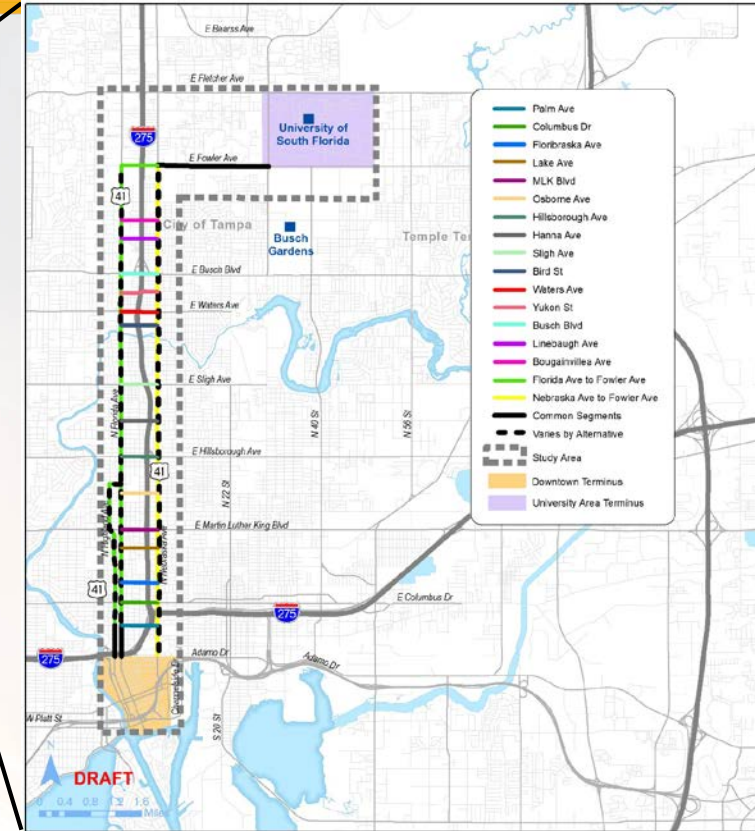 E Bearss Ave
E Fletcher Ave
University of
South Florida
275
E Fowler Ave
41
City of Tampa
Busch
Gardens
Temple Ter
E Busch Blvd
E Waters Ave
E Sligh Ave
N Florida Ave
N 40 St
N 56 St
E Hillsborough Ave
41
N 22 St
E Martin Luther King Blvd
41
E Columbus Dr
275
275
Adamo Dr
Adamo Dr
W Platt St
S 20 St
N
DRAFT
0 0.4 0.8 1.2 1.6
Miles
Palm Ave
Columbus Dr
Floribraska Ave
Lake Ave
MLK Blvd
Osborne Ave
Hillsborough Ave
Hanna Ave
Sligh Ave
Bird St
Waters Ave
Yukon St
Busch Blvd
Linebaugh Ave
Bougainvillea Ave
Florida Ave to Fowler Ave
Nebraska Ave to Fowler Ave
Common Segments
Varies by Alternative
Study Area
Downtown Terminus
University Area Terminus